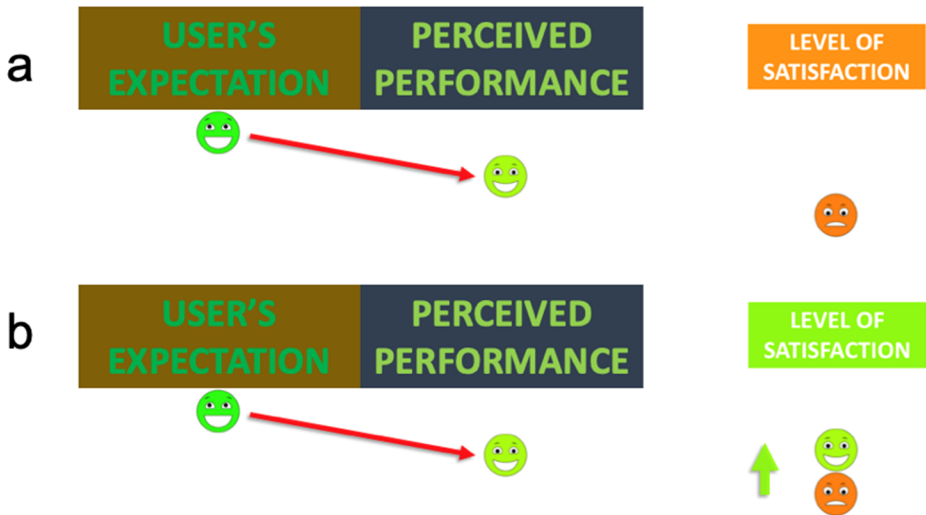 a
USER'S
EXPECTATION
PERCEIVED
PERFORMANCE
LEVEL OF
SATISFACTION
b
USER'S
EXPECTATION
PERCEIVED
PERFORMANCE
LEVEL OF
SATISFACTION